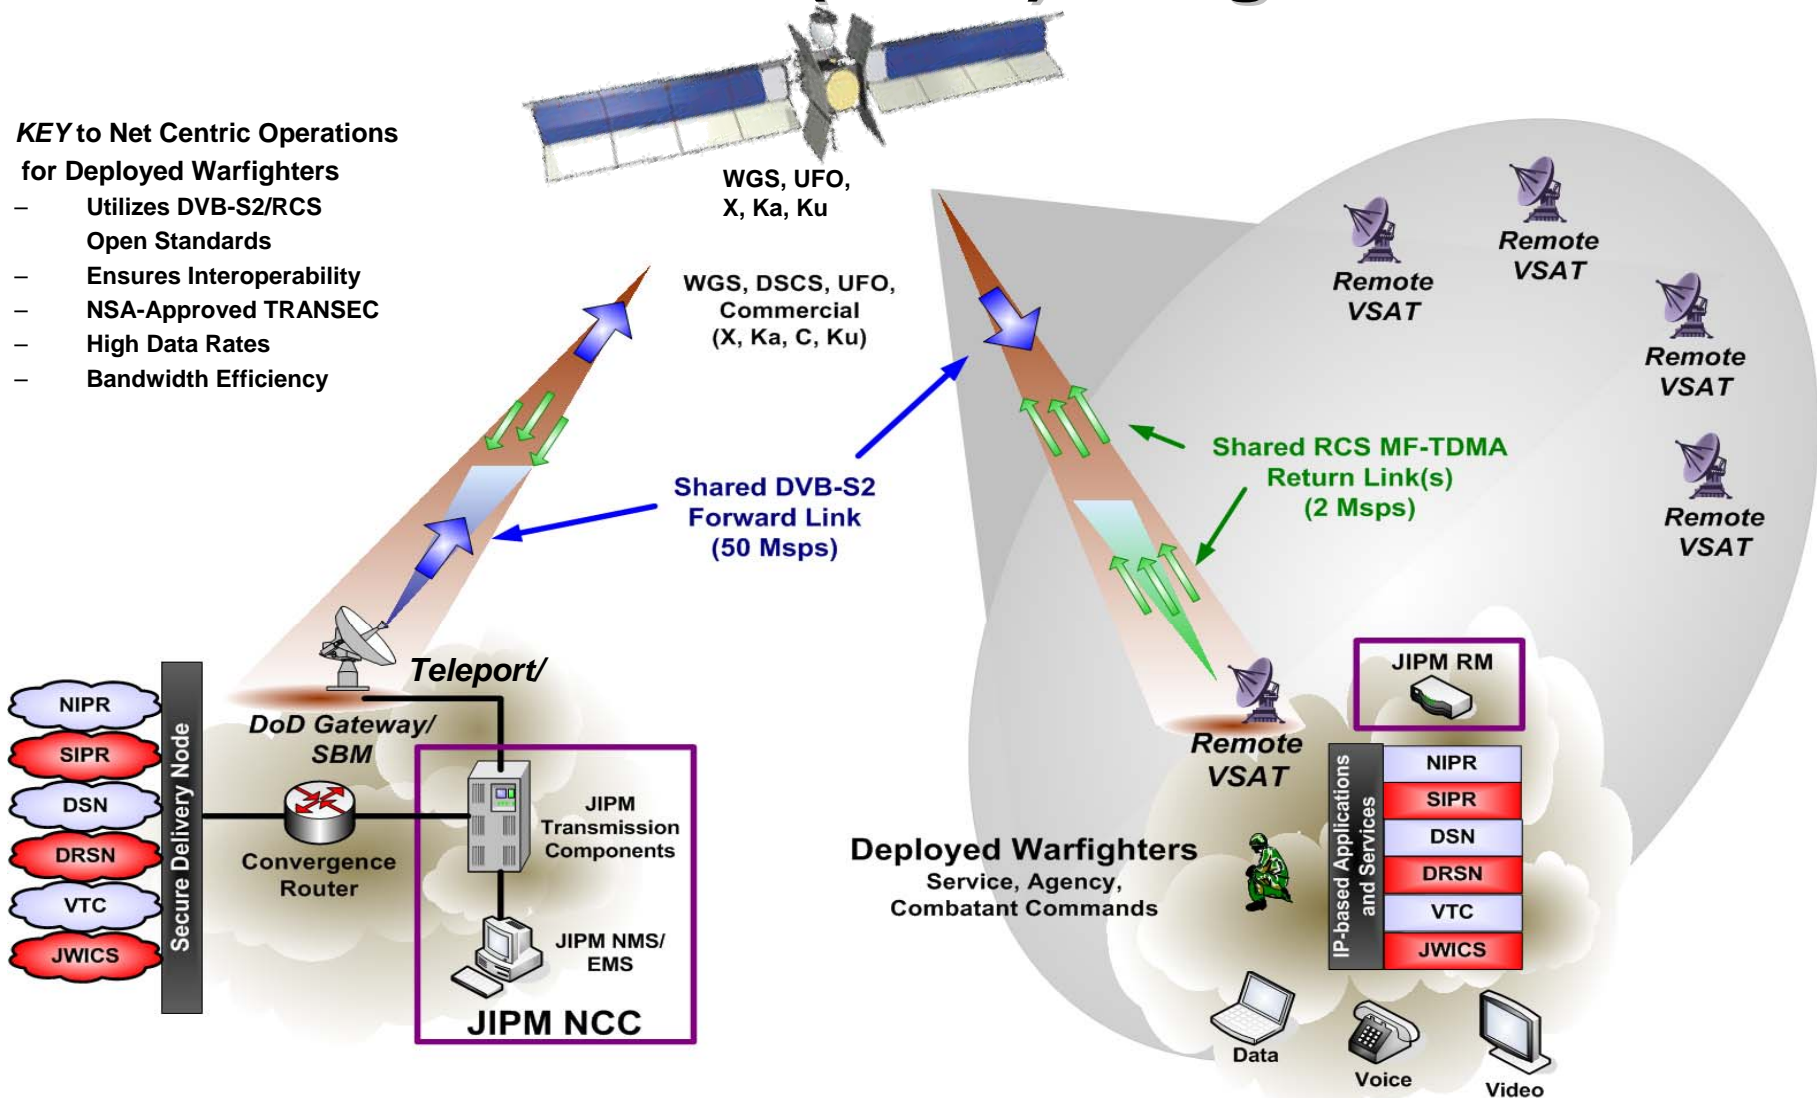 KEY to Net Centric Operations
for Deployed Warfighters
– Utilizes DVB-S2/RCS
Open Standards
– Ensures Interoperability
– NSA-Approved TRANSEC
– High Data Rates
– Bandwidth Efficiency
WGS, UFO,
X, Ka, Ku
WGS, DSCS, UFO,
Commercial
(X, Ka, C, Ku)
Shared DVB-S2
Forward Link
(50 Msps)
Shared RCS MF-TDMA
Return Link(s)
(2 Msps)
Remote
VSAT
Remote
VSAT
Remote
VSAT
Remote
VSAT
Remote
VSAT
Teleport/
DoD Gateway/
SBM
NIPR
SIPR
DSN
DRSN
VTC
JWICS
Secure Delivery Node
Convergence
Router
JIPM
Transmission
Components
JIPM NMS/
EMS
JIPM NCC
Deployed Warfighters
Service, Agency,
Combatant Commands
JIPM RM
IP-based Applications
and Services
NIPR
SIPR
DSN
DRSN
VTC
JWICS
Data
Voice
Video